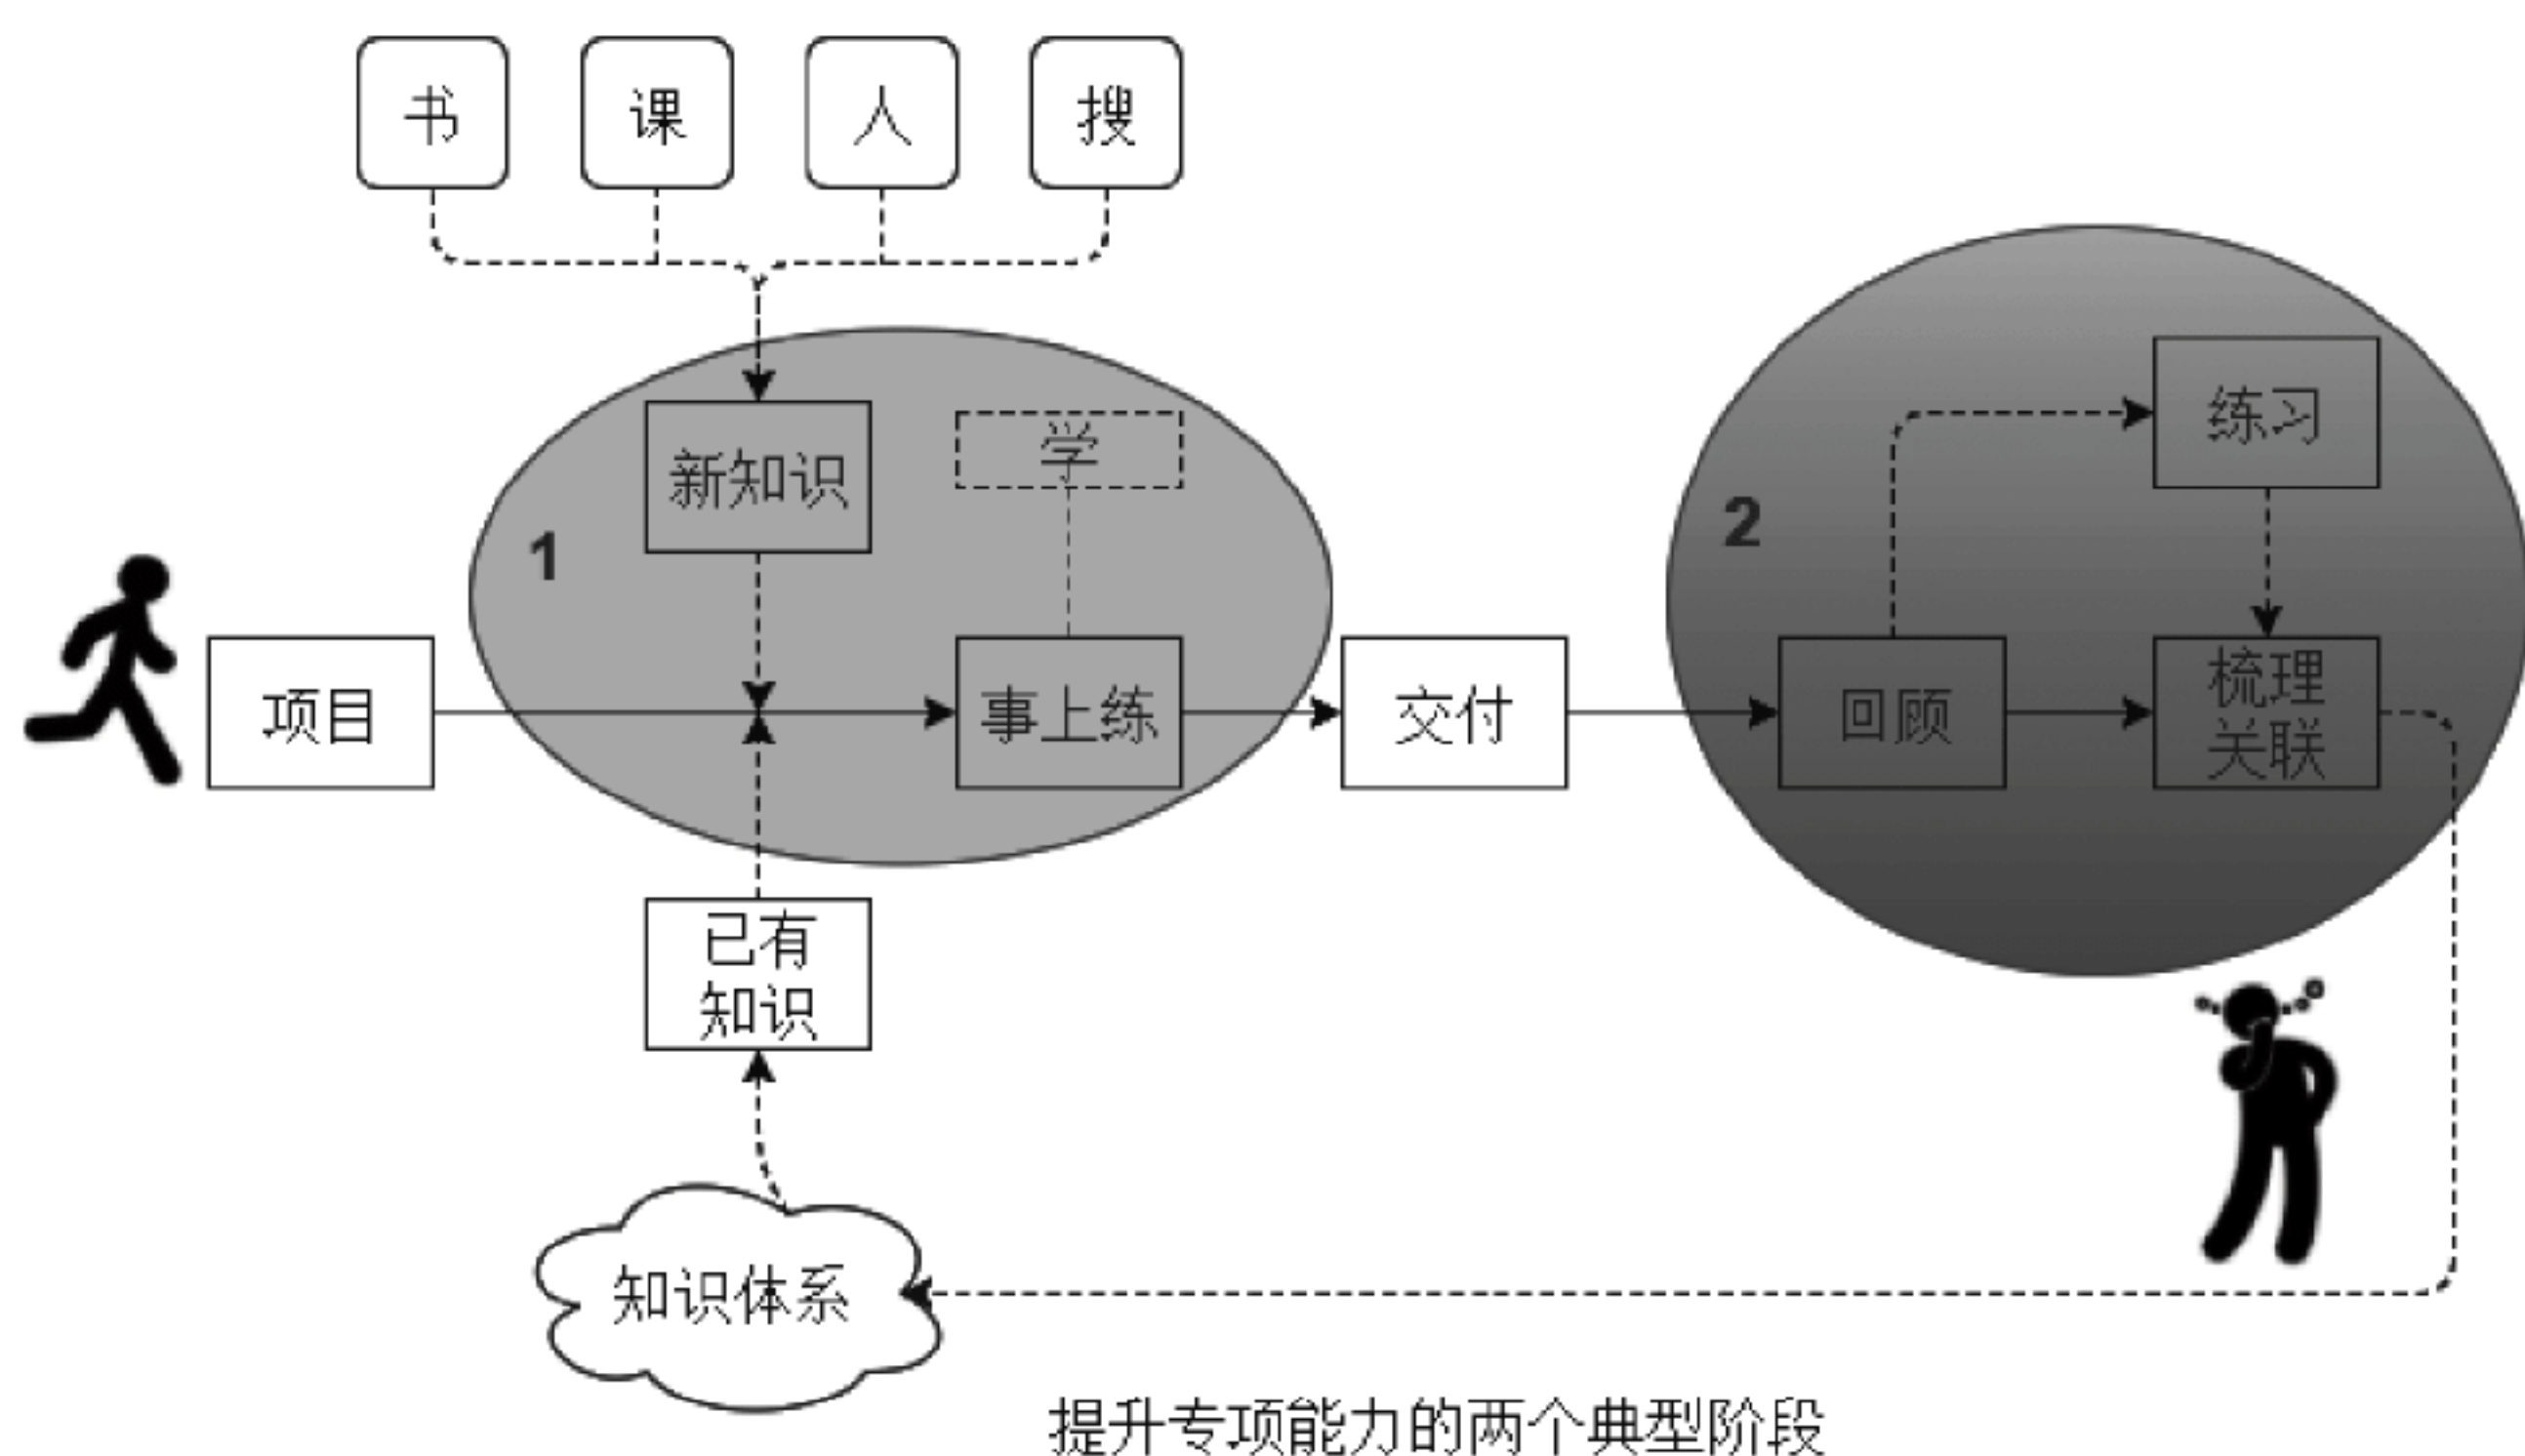 书
课
人
搜
新知识
学
1
2
练习
项目
事上练
交付
回顾
梳理
关联
已有
知识
知识体系
提升专项能力的两个典型阶段